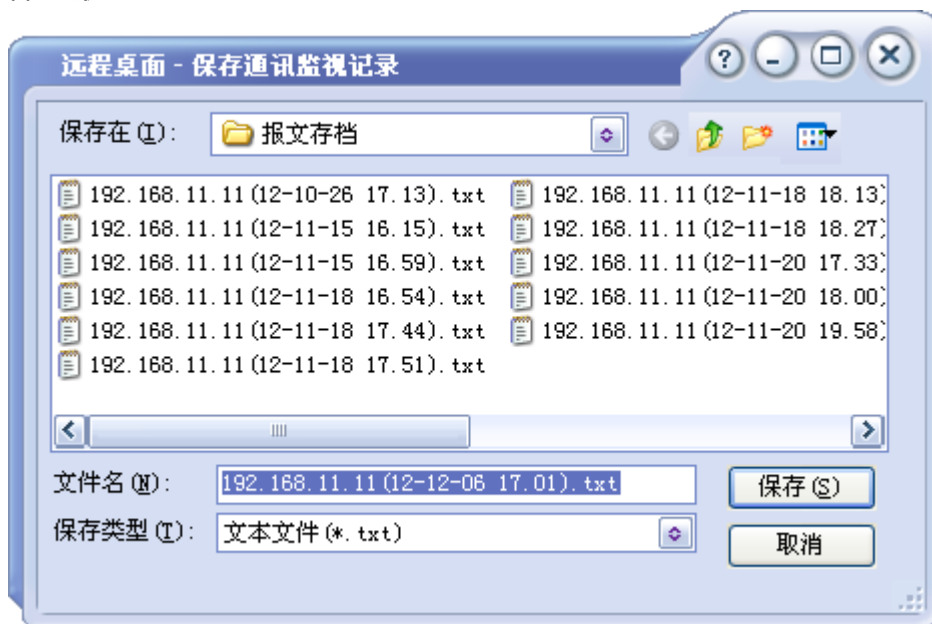 远程桌面 - 保存通讯监视记录
保存在(I):
报文存档
192.168.11.11(12-10-26 17.13).txt
192.168.11.11(12-11-15 16.15).txt
192.168.11.11(12-11-15 16.59).txt
192.168.11.11(12-11-18 16.54).txt
192.168.11.11(12-11-18 17.44).txt
192.168.11.11(12-11-18 17.51).txt
192.168.11.11(12-11-18 18.13)
192.168.11.11(12-11-18 18.27)
192.168.11.11(12-11-20 17.33)
192.168.11.11(12-11-20 18.00)
192.168.11.11(12-11-20 19.58)
文件名(N):
192.168.11.11(12-12-06 17.01).txt
保存(S)
保存类型(T):
文本文件(*.txt)
取消